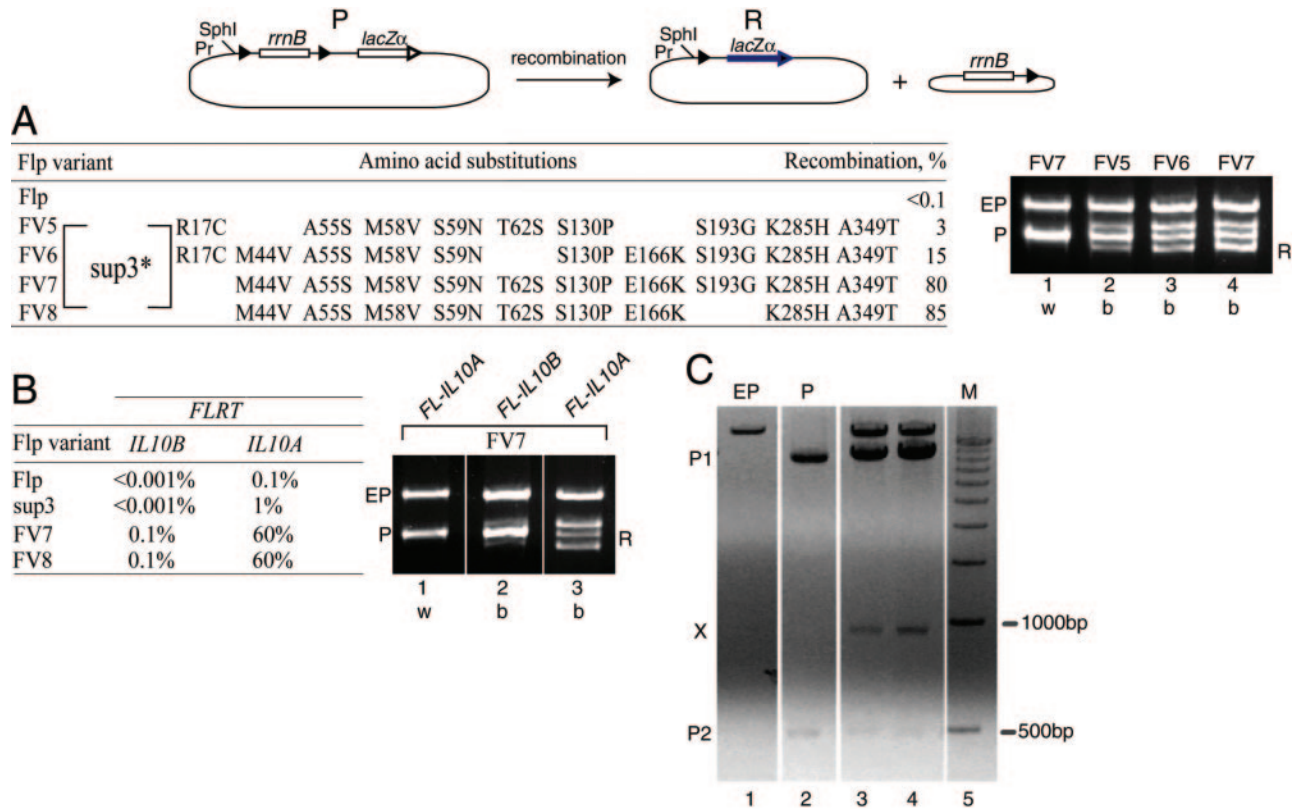 P R
SphI SphI
Pr rrnB lacZα recombination Pr lacZα + rrnB
A
Flp variant Amino acid substitutions Recombination, %
Flp <0.1
FV5 R17C A55S M58V S59N T62S S130P S193G K285H A349T 3
FV6 R17C M44V A55S M58V S59N S130P E166K S193G K285H A349T 15
sup3*
FV7 M44V A55S M58V S59N T62S S130P E166K S193G K285H A349T 80
FV8 M44V A55S M58V S59N T62S S130P E166K K285H A349T 85
FV7 FV5 FV6 FV7
EP
P R
1 2 3 4
w b b b
B
FLRT
Flp variant IL10B IL10A
Flp <0.001% 0.1%
sup3 <0.001% 1%
FV7 0.1% 60%
FV8 0.1% 60%
FL-IL10A FL-IL10B FL-IL10A
FV7
EP
P R
1 2 3
w b b
C
EP P M
P1
X 1000bp
P2 500bp
1 2 3 4 5